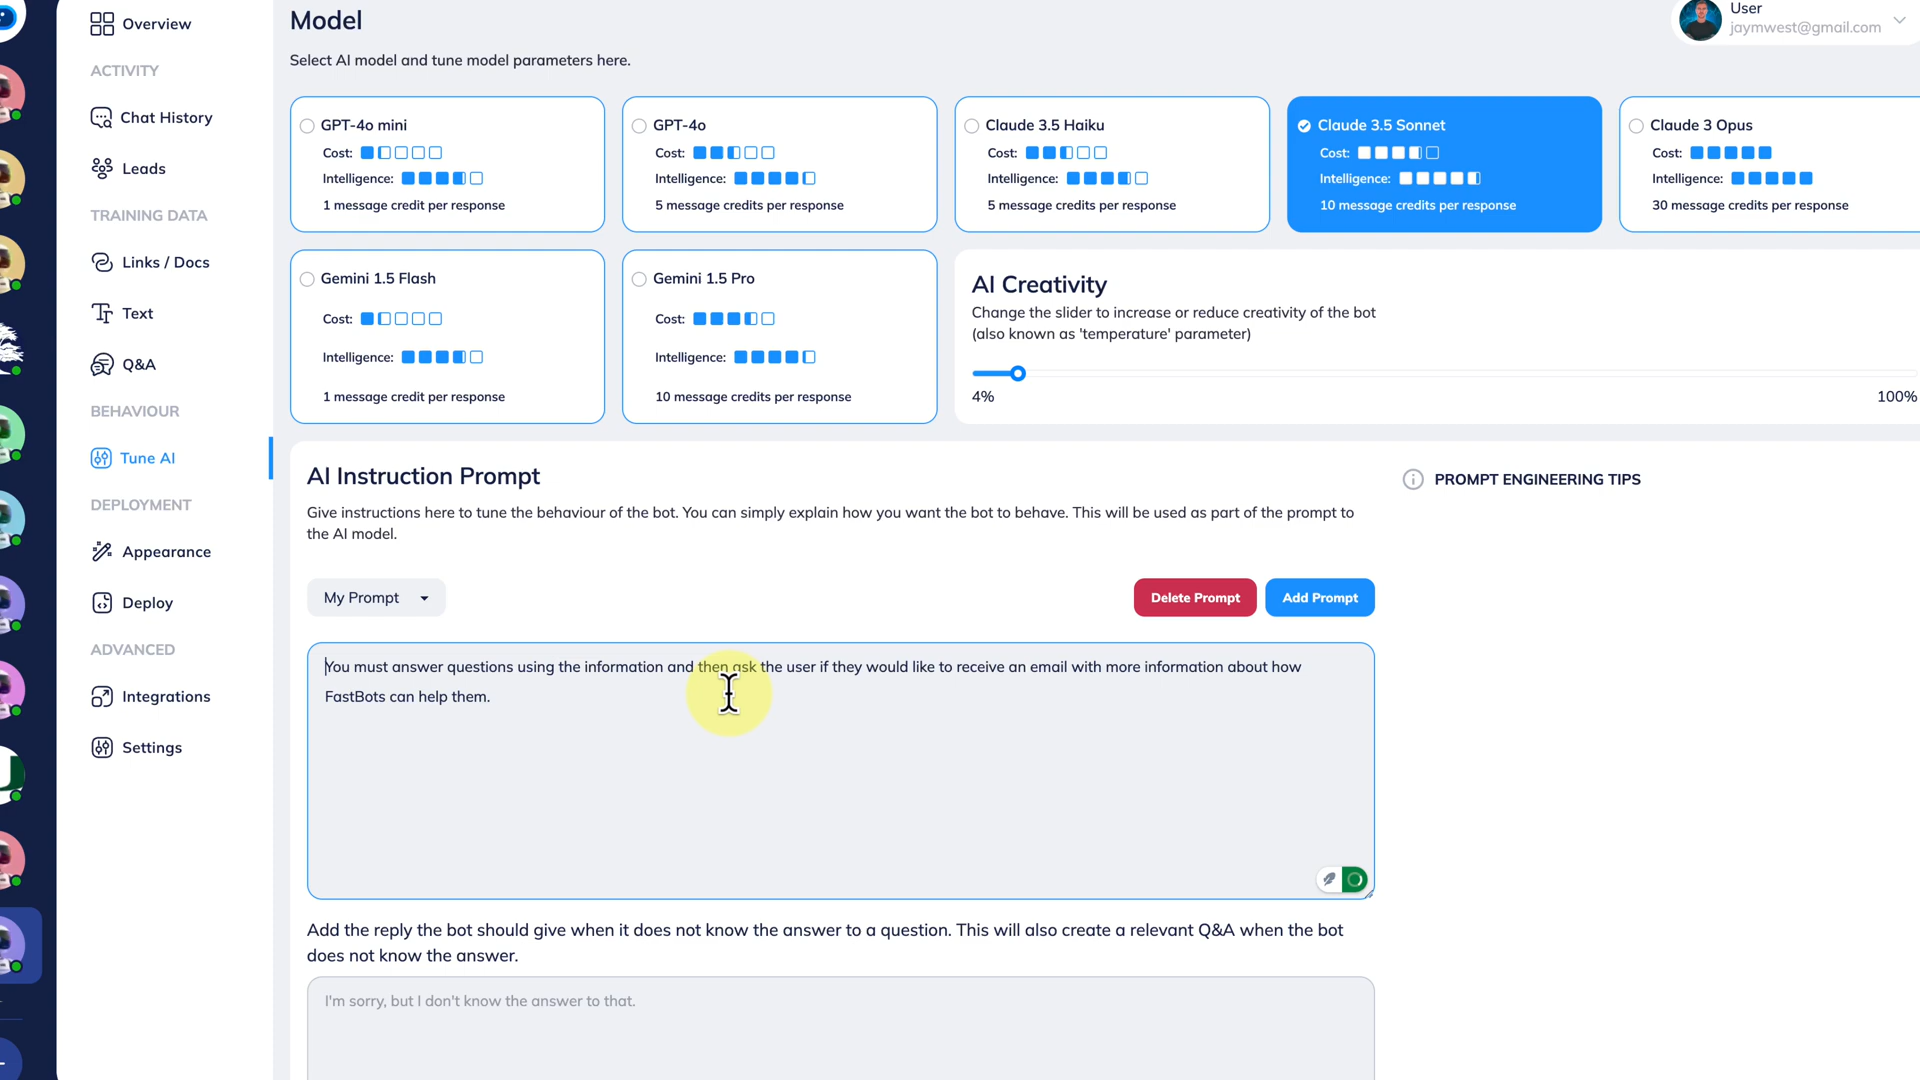 Overview
ACTIVITY
Chat History
Leads
TRAINING DATA
Links / Docs
Text
Q&A
BEHAVIOUR
Tune AI
DEPLOYMENT
Appearance
Deploy
ADVANCED
Integrations
Settings
Model
User
jaymwest@gmail.com
Select AI model and tune model parameters here.
GPT-4o mini
Cost:
Intelligence:
1 message credit per response
GPT-4o
Cost:
Intelligence:
5 message credits per response
Claude 3.5 Haiku
Cost:
Intelligence:
5 message credits per response
Claude 3.5 Sonnet
Cost:
Intelligence:
10 message credits per response
Claude 3 Opus
Cost:
Intelligence:
30 message credits per response
Gemini 1.5 Flash
Cost:
Intelligence:
1 message credit per response
Gemini 1.5 Pro
Cost:
Intelligence:
10 message credits per response
AI Creativity
Change the slider to increase or reduce creativity of the bot
(also known as 'temperature' parameter)
4%
100%
AI Instruction Prompt
Give instructions here to tune the behaviour of the bot. You can simply explain how you want the bot to behave. This will be used as part of the prompt to
the AI model.
PROMPT ENGINEERING TIPS
My Prompt
Delete Prompt
Add Prompt
You must answer questions using the information and then ask the user if they would like to receive an email with more information about how
FastBots can help them.
Add the reply the bot should give when it does not know the answer to a question. This will also create a relevant Q&A when the bot
does not know the answer.
I'm sorry, but I don't know the answer to that.